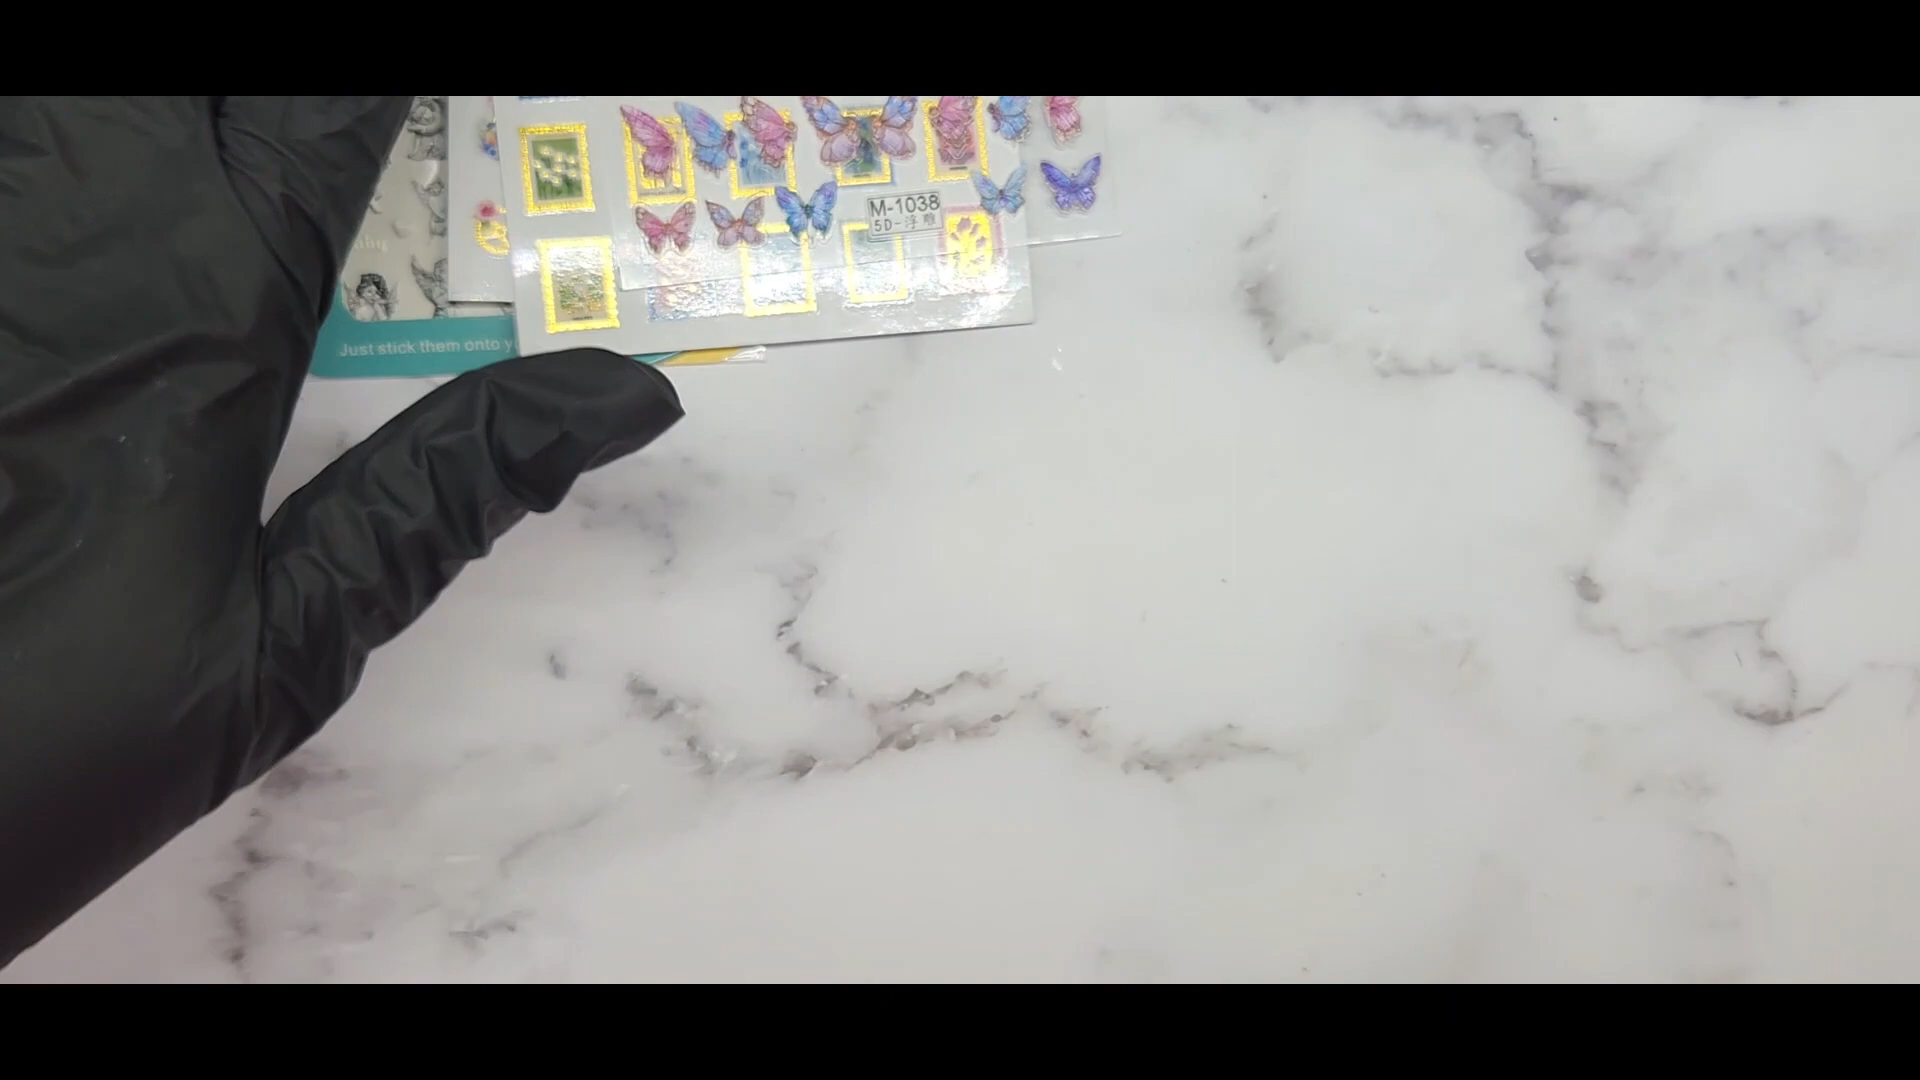 M-1038
5D-浮雕
Just stick them onto